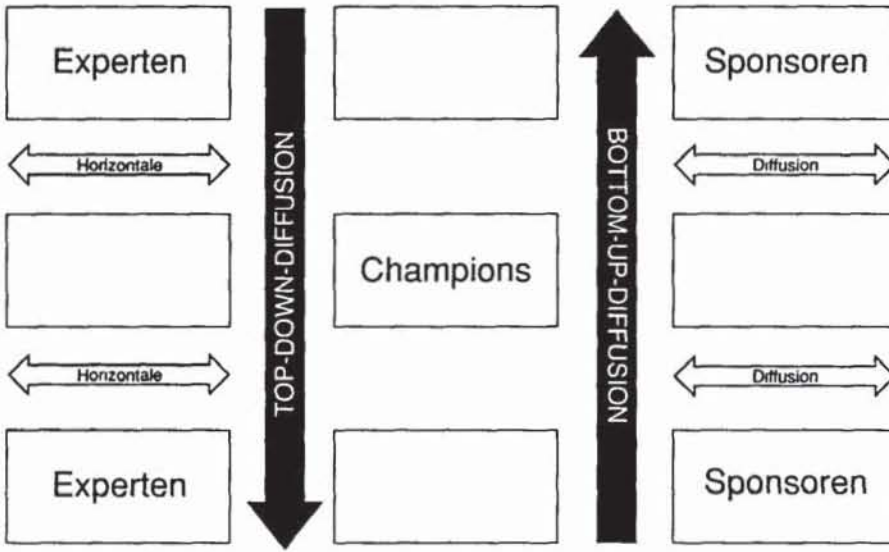 Experten
Sponsoren
Horizontale
Diffusion
TOP-DOWN-DIFFUSION
BOTTOM-UP-DIFFUSION
Champions
Horizontale
Diffusion
Experten
Sponsoren